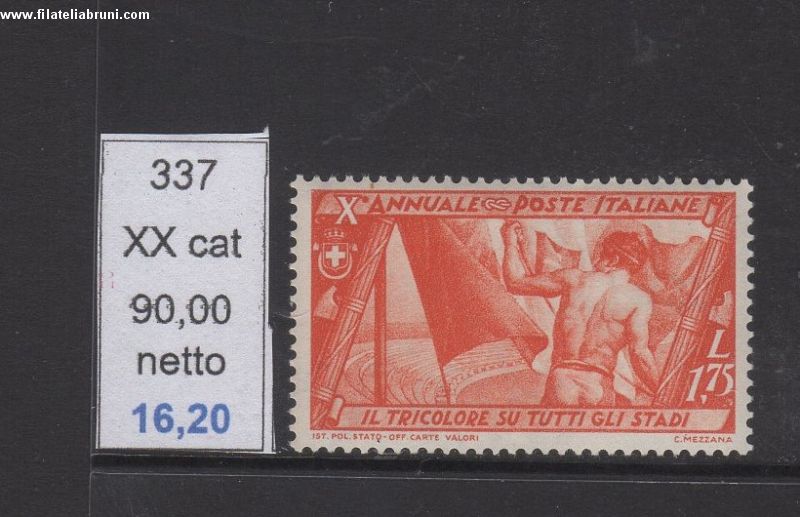 www.filateliabruni.com
337
XX cat
90,00
netto
16,20
Xº ANNUALE POSTE ITALIANE
L
1,75
IL TRICOLORE SU TUTTI GLI STADI
IST. POL. STATO-OFF. CARTE VALORI
C. MEZZANA